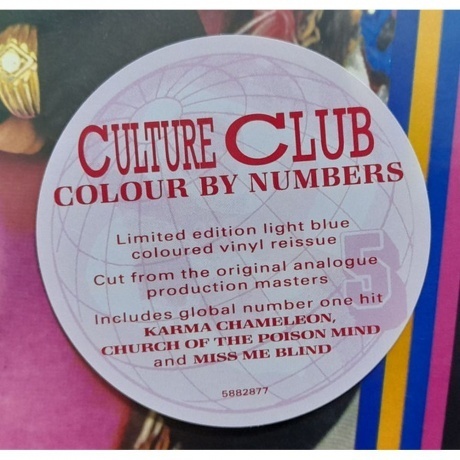 CULTURE CLUB
COLOUR BY NUMBERS
Limited edition light blue
coloured vinyl reissue
Cut from the original analogue
production masters
Includes global number one hit
KARMA CHAMELEON,
CHURCH OF THE POISON MIND
and MISS ME BLIND
5
5882877